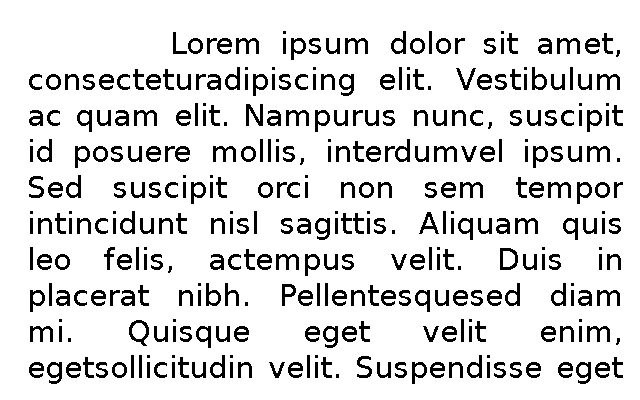 Lorem ipsum dolor sit amet,
consecteturadipiscing elit. Vestibulum
ac quam elit. Nampurus nunc, suscipit
id posuere mollis, interdumvel ipsum.
Sed suscipit orci non sem tempor
intincidunt nisl sagittis. Aliquam quis
leo felis, actempus velit. Duis in
placerat nibh. Pellentesquesed diam
mi. Quisque eget velit enim,
egetsollicitudin velit. Suspendisse eget